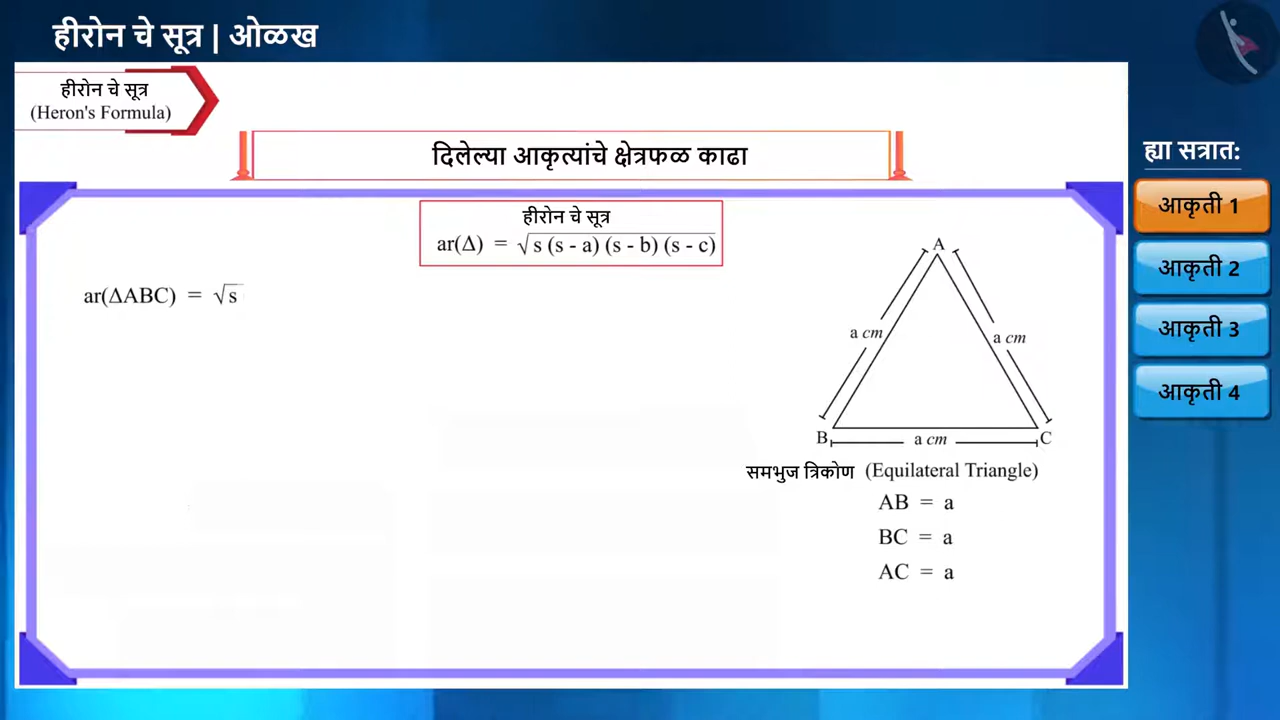 हीरोन चे सूत्र | ओळख
हीरोन चे सूत्र
(Heron's Formula)
दिलेल्या आकृत्यांचे क्षेत्रफळ काढा
ह्या सत्रात:
आकृती 1
आकृती 2
आकृती 3
आकृती 4
हीरोन चे सूत्र
ar(Δ) = √s (s - a) (s - b) (s - c)
ar(ΔABC) = √s
A
a cm
a cm
B
a cm
C
समभुज त्रिकोण (Equilateral Triangle)
AB = a
BC = a
AC = a